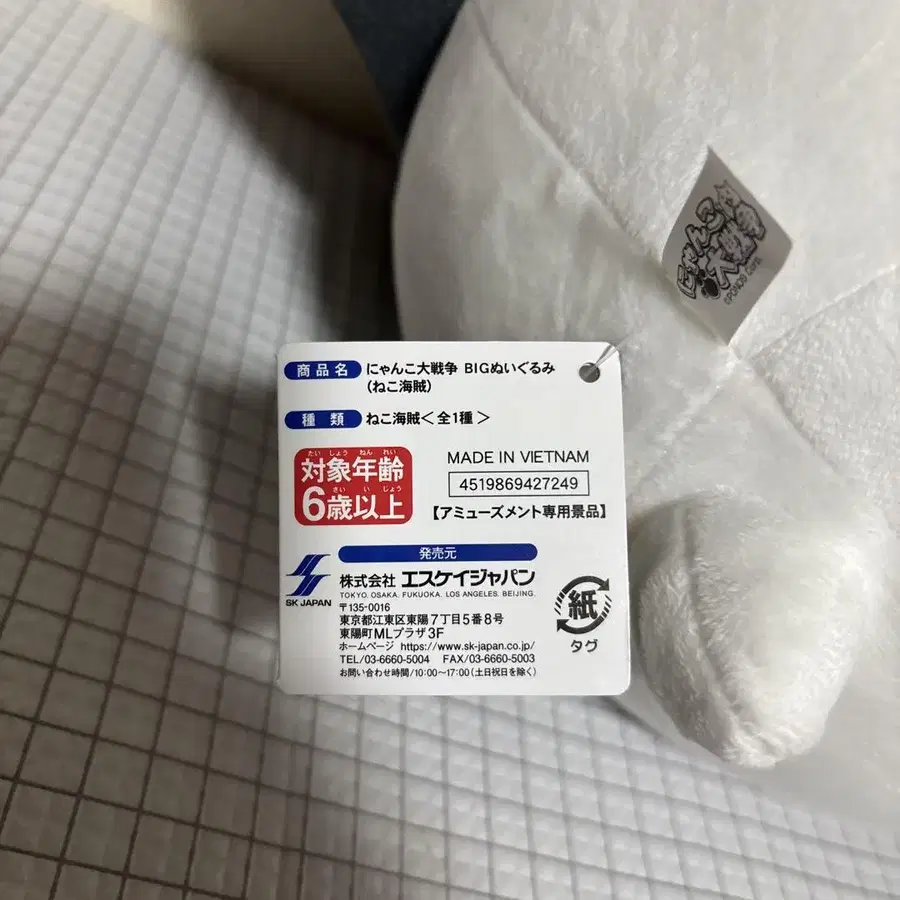 にゃんこ
大戦争
©PONOS Corp.
商品名 にゃんこ大戦争 BIGぬいぐるみ
(ねこ海賊)
種類 ねこ海賊<全1種>
たい しょう ねん れい
対象年齢
さい い じょう
6歳以上
MADE IN VIETNAM
4519869427249
【アミューズメント専用景品】
発売元
SK JAPAN
株式会社 エスケイジャパン
TOKYO. OSAKA. FUKUOKA. LOS ANGELES. BEIJING.
〒135-0016
東京都江東区東陽7丁目5番8号
東陽町MLプラザ3F
ホームページ https://www.sk-japan.co.jp/
TEL/03-6660-5004 FAX/03-6660-5003
お問い合わせ時間/10:00〜17:00(土日祝日を除く)
紙
タグ